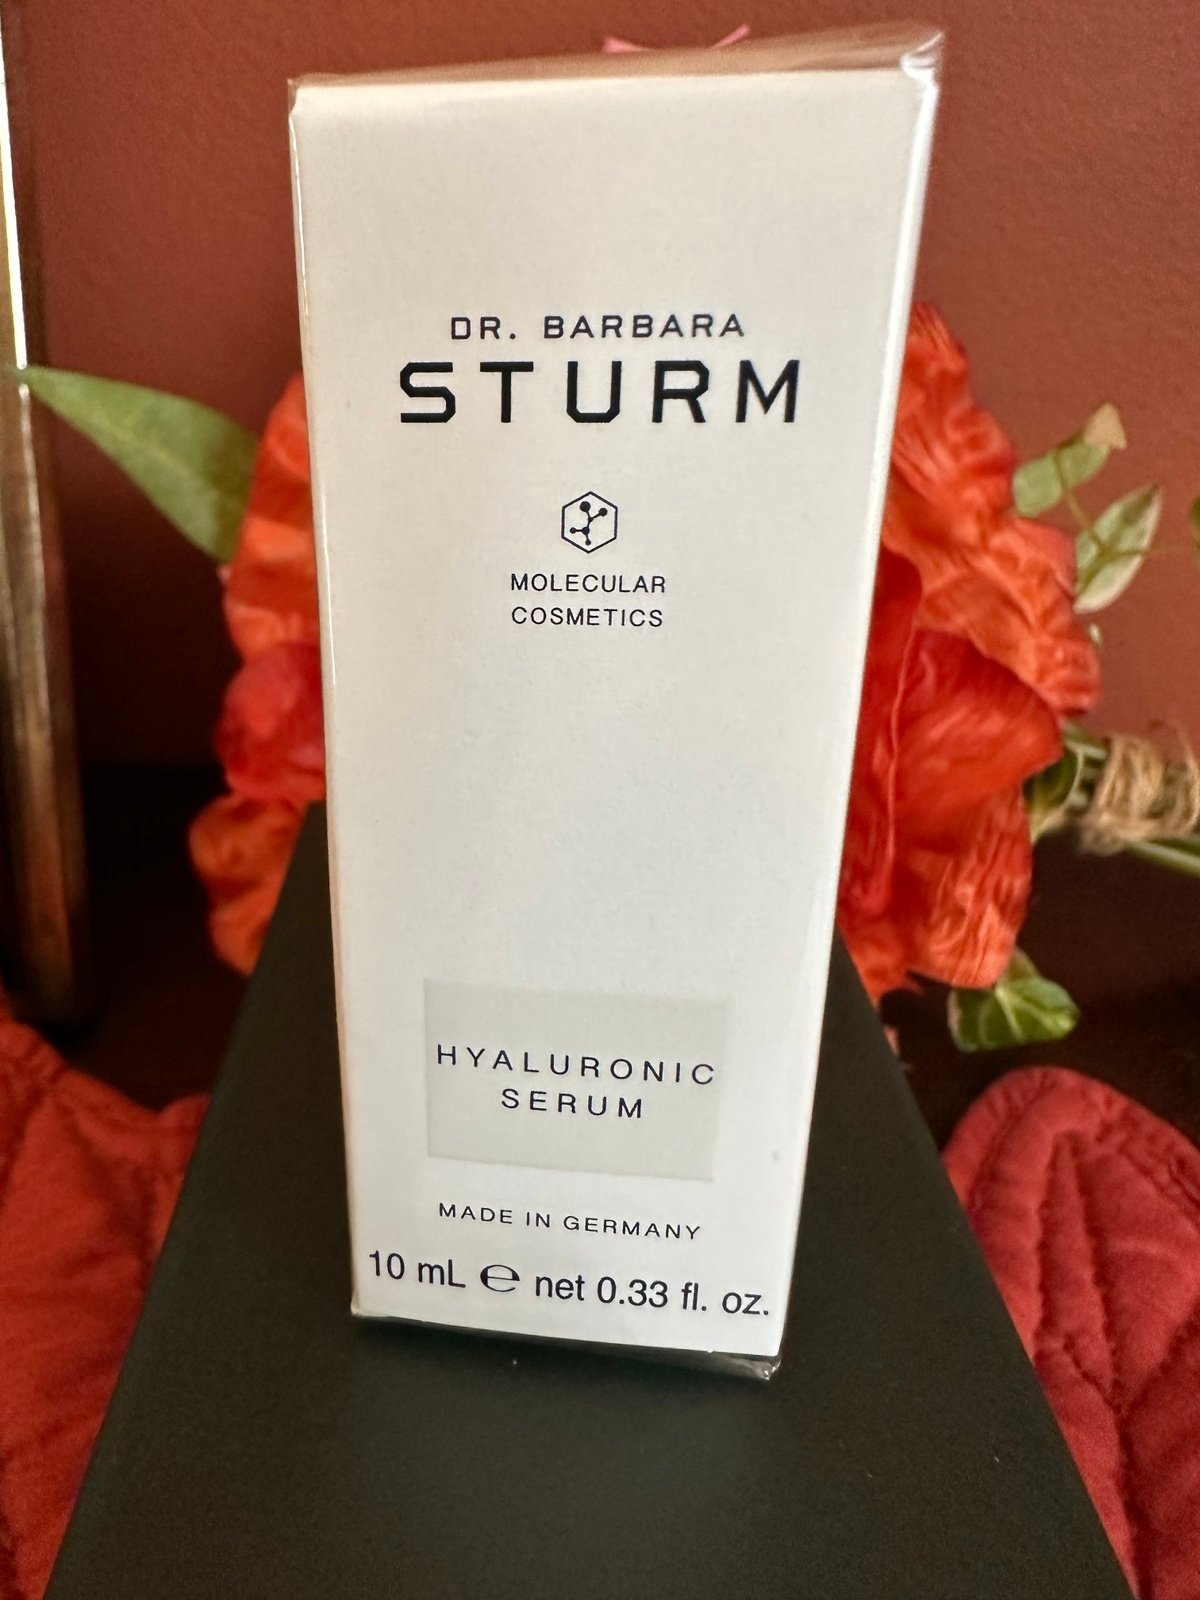 DR. BARBARA
STURM
MOLECULAR
COSMETICS
HYALURONIC
SERUM
MADE IN GERMANY
10 mL ℮ net 0.33 fl. oz.